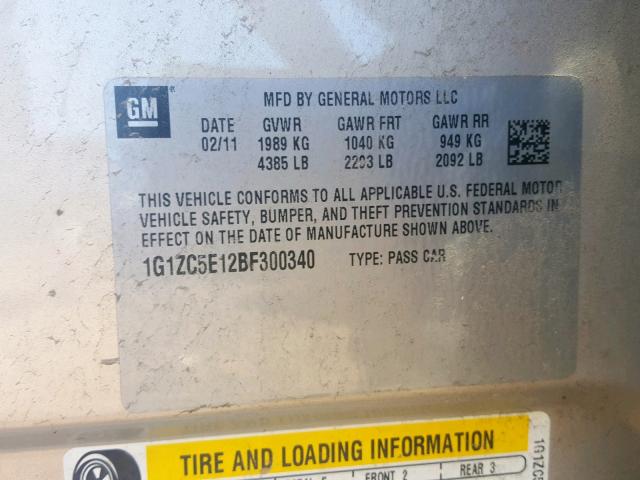 GM
MFD BY GENERAL MOTORS LLC
DATE GVWR GAWR FRT GAWR RR
02/11 1989 KG 1040 KG 949 KG
4385 LB 2293 LB 2092 LB
THIS VEHICLE CONFORMS TO ALL APPLICABLE U.S. FEDERAL MOTOR
VEHICLE SAFETY, BUMPER, AND THEFT PREVENTION STANDARDS IN
EFFECT ON THE DATE OF MANUFACTURE SHOWN ABOVE.
1G1ZC5E12BF300340 TYPE: PASS CAR
TIRE AND LOADING INFORMATION
FRONT 2 REAR 3
1G1ZC5